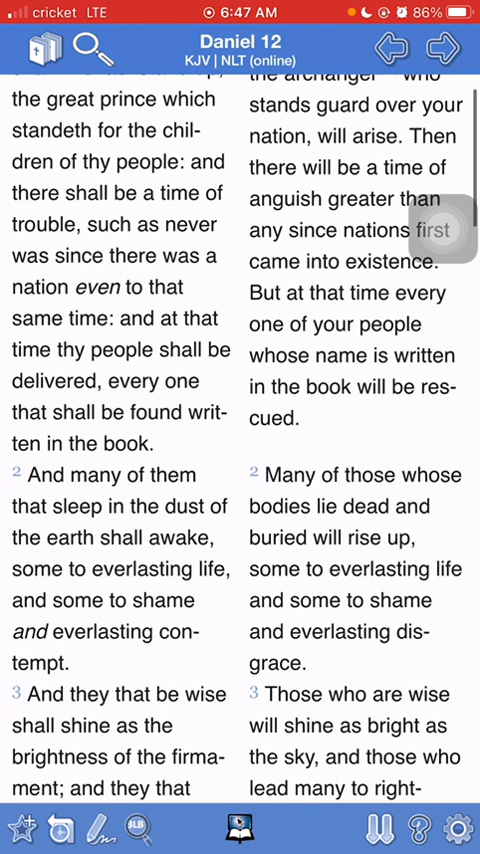 cricket LTE 6:47 AM 86%
Daniel 12
KJV | NLT (online)
the great prince which
standeth for the chil-
dren of thy people: and
there shall be a time of
trouble, such as never
was since there was a
nation even to that
same time: and at that
time thy people shall be
delivered, every one
that shall be found writ-
ten in the book.
2 And many of them
that sleep in the dust of
the earth shall awake,
some to everlasting life,
and some to shame
and everlasting con-
tempt.
3 And they that be wise
shall shine as the
brightness of the firma-
ment; and they that
the archangel who
stands guard over your
nation, will arise. Then
there will be a time of
anguish greater than
any since nations first
came into existence.
But at that time every
one of your people
whose name is written
in the book will be res-
cued.
2 Many of those whose
bodies lie dead and
buried will rise up,
some to everlasting life
and some to shame
and everlasting dis-
grace.
3 Those who are wise
will shine as bright as
the sky, and those who
lead many to right-
BLB